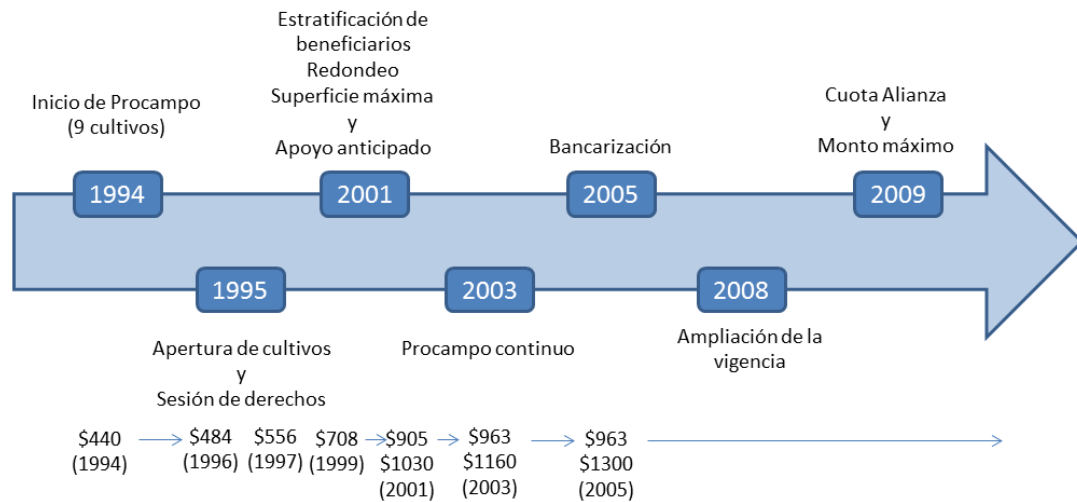 Inicio de Procampo
(9 cultivos)
1994
Estratificación de
beneficiarios
Redondeo
Superficie máxima
y
Apoyo anticipado
2001
Bancarización
2005
Cuota Alianza
y
Monto máximo
2009
1995
Apertura de cultivos
y
Sesión de derechos
2003
Procampo continuo
2008
Ampliación de la
vigencia
$440
(1994)
$484
(1996)
$556
(1997)
$708
(1999)
$905
$1030
(2001)
$963
$1160
(2003)
$963
$1300
(2005)